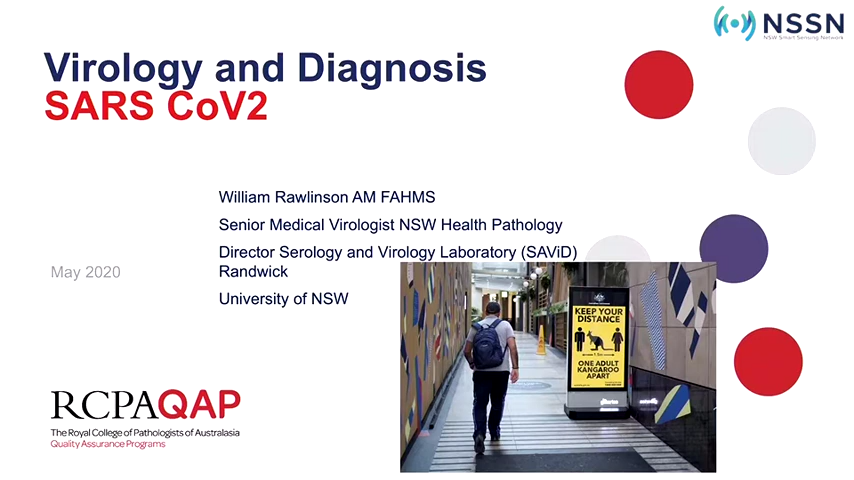 NSSN
NSW Smart Sensing Network
Virology and Diagnosis
SARS CoV2
William Rawlinson AM FAHMS
Senior Medical Virologist NSW Health Pathology
Director Serology and Virology Laboratory (SAViD)
Randwick
University of NSW
May 2020
KEEP YOUR
DISTANCE
1.5m
ONE ADULT
KANGAROO
APART
RCPAQAP
The Royal College of Pathologists of Australasia
Quality Assurance Programs